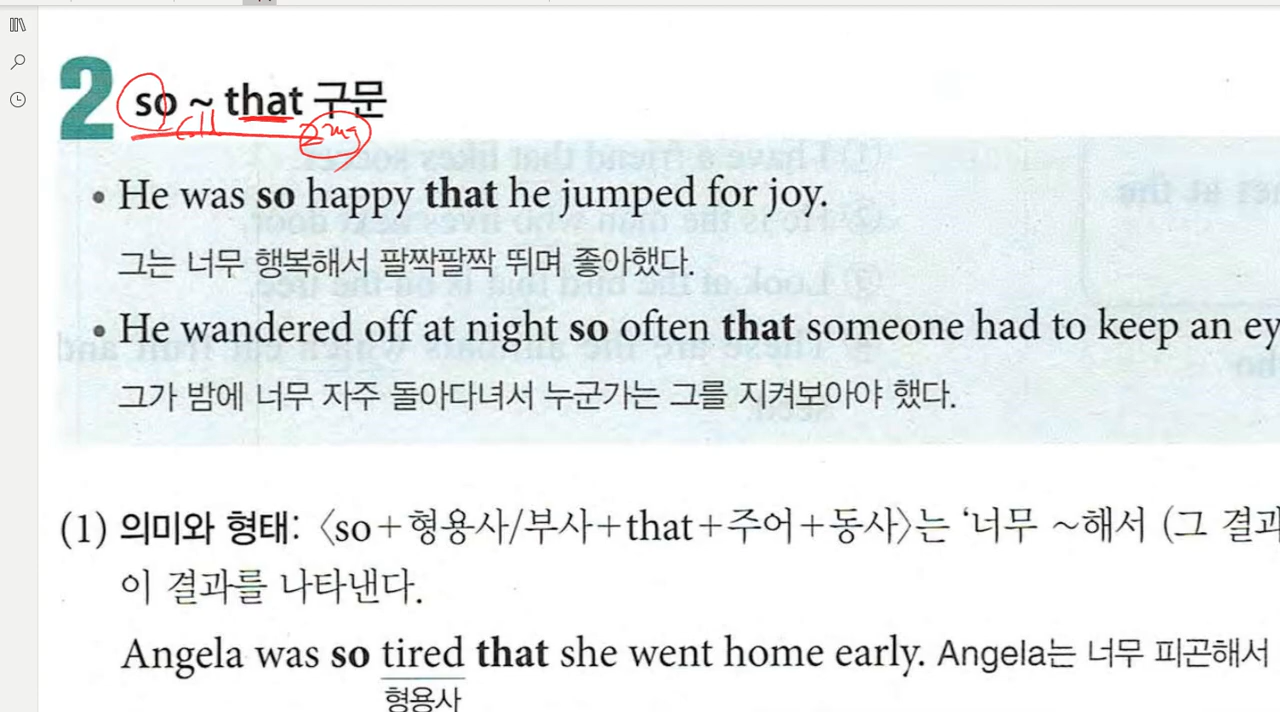 2 so ~ that 구문
• He was so happy that he jumped for joy.
그는 너무 행복해서 팔짝팔짝 뛰며 좋아했다.
• He wandered off at night so often that someone had to keep an ey
그가 밤에 너무 자주 돌아다녀서 누군가는 그를 지켜보아야 했다.
(1) 의미와 형태: 〈so+형용사/부사+that+주어+동사〉는 ‘너무 ~해서 (그 결과
이 결과를 나타낸다.
Angela was so tired that she went home early. Angela는 너무 피곤해서
형용사